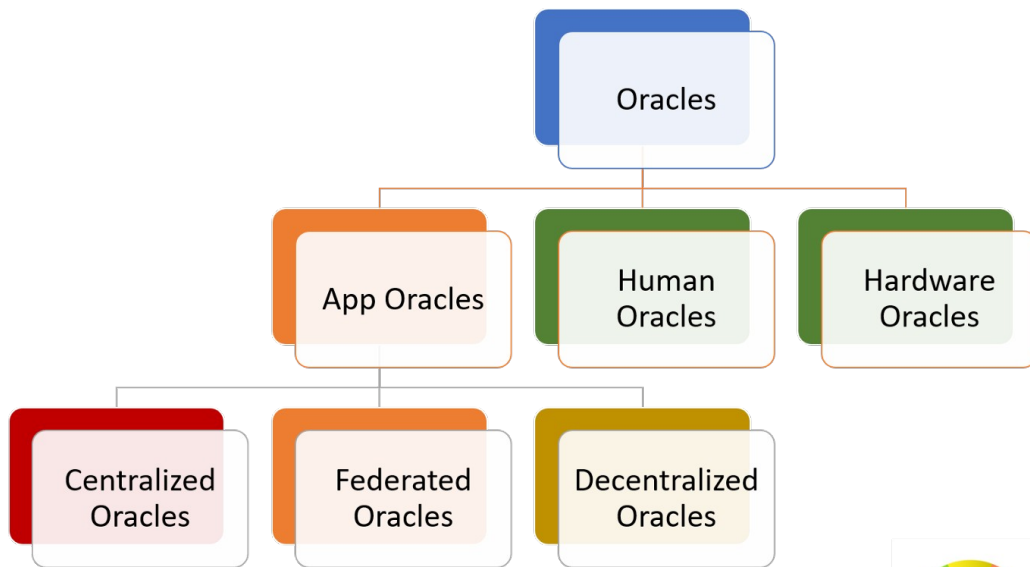 Oracles
App Oracles
Human
Oracles
Hardware
Oracles
Centralized
Oracles
Federated
Oracles
Decentralized
Oracles